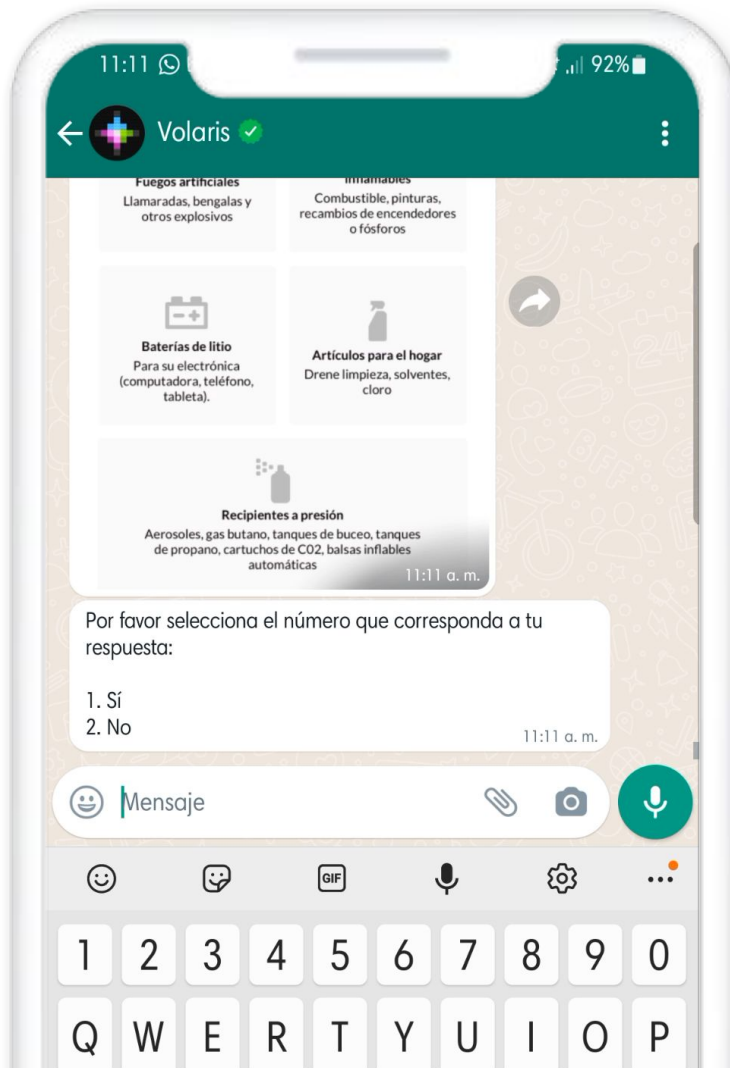 11:11
92%
Volaris
Fuegos artificiales
Llamaradas, bengalas y
otros explosivos
inflamables
Combustible, pinturas,
recambios de encendedores
o fósforos
Baterías de litio
Para su electrónica
(computadora, teléfono,
tableta).
Artículos para el hogar
Drene limpieza, solventes,
cloro
Recipientes a presión
Aerosoles, gas butano, tanques de buceo, tanques
de propano, cartuchos de C02, balsas inflables
automáticas
11:11 a. m.
Por favor selecciona el número que corresponda a tu
respuesta:
1. Sí
2. No
11:11 a. m.
Mensaje
GIF
1 2 3 4 5 6 7 8 9 0
Q W E R T Y U I O P